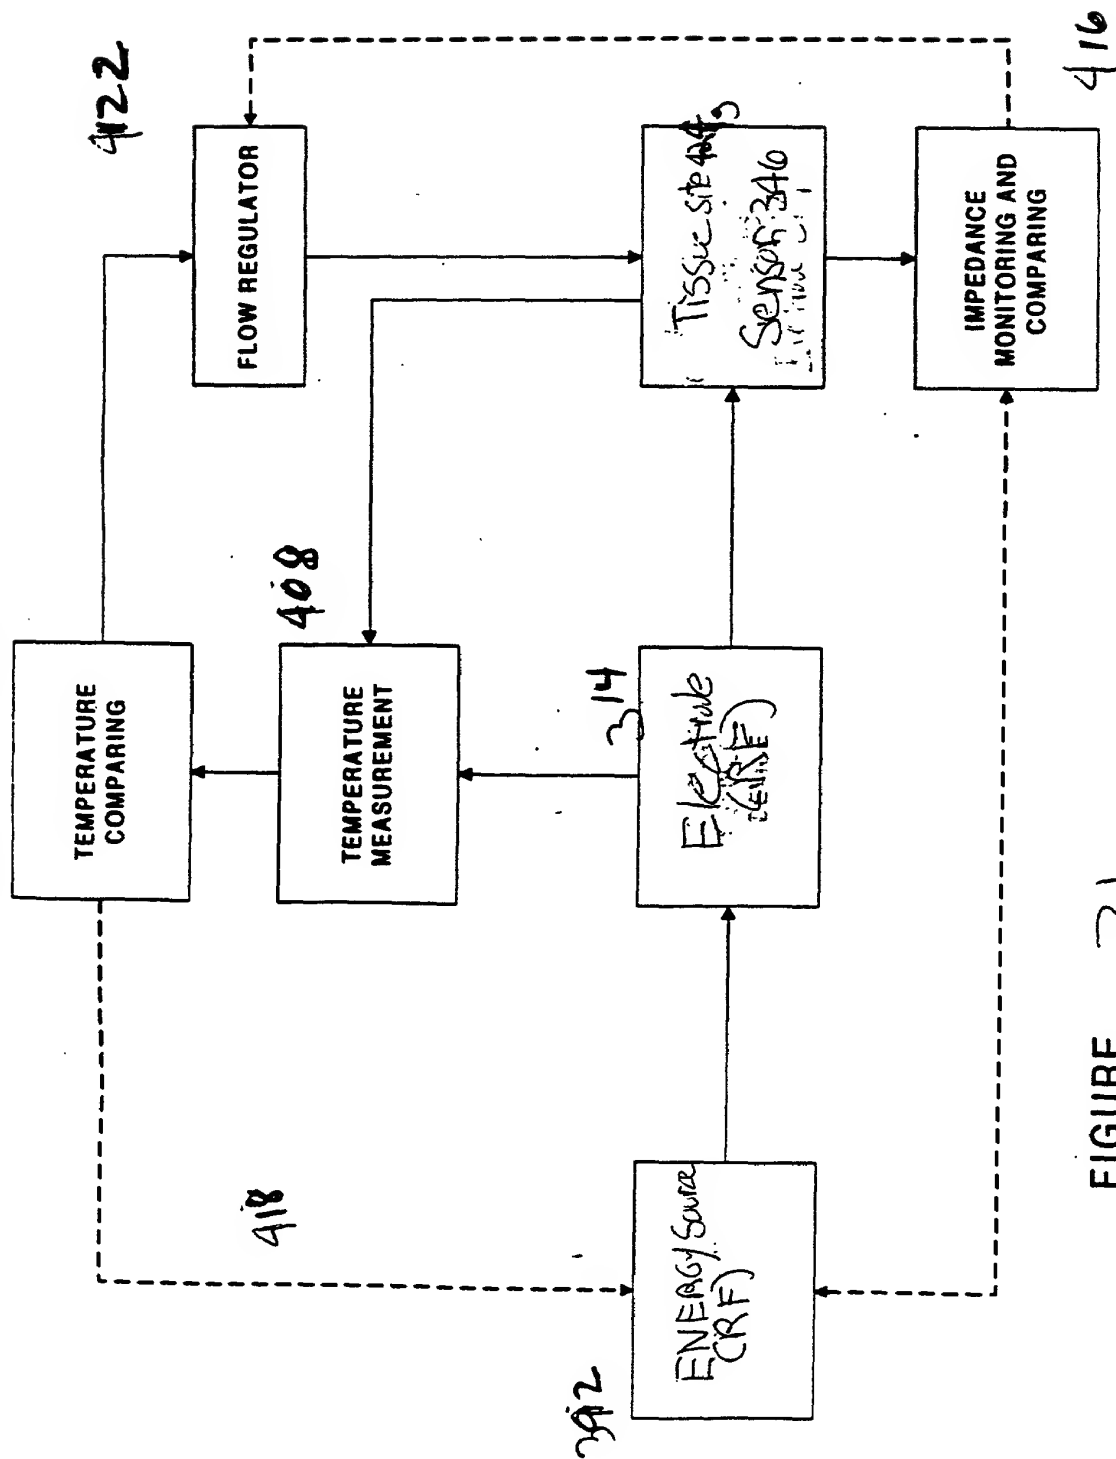 TEMPERATURE
COMPARING
418
422
FLOW REGULATOR
TEMPERATURE
MEASUREMENT
408
392
ENERGY Source
(RF)
314
Electrode
(RF)
Tissue site
Sensor 346
IMPEDANCE
MONITORING AND
COMPARING
416
FIGURE